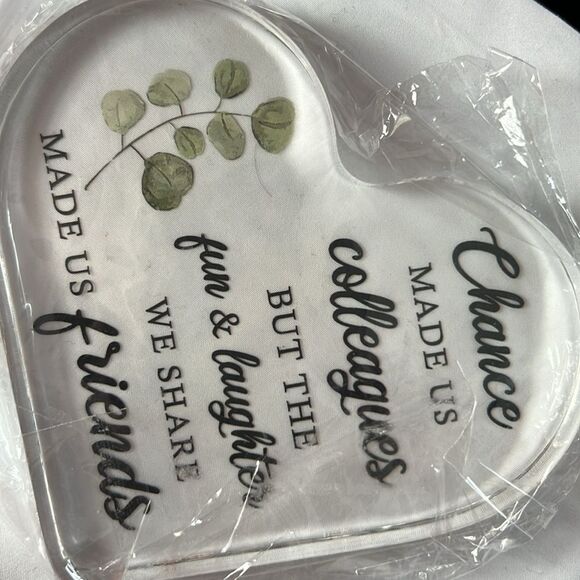 Chance
MADE US
colleagues
BUT THE
fun & laughter
WE SHARE
MADE US friends